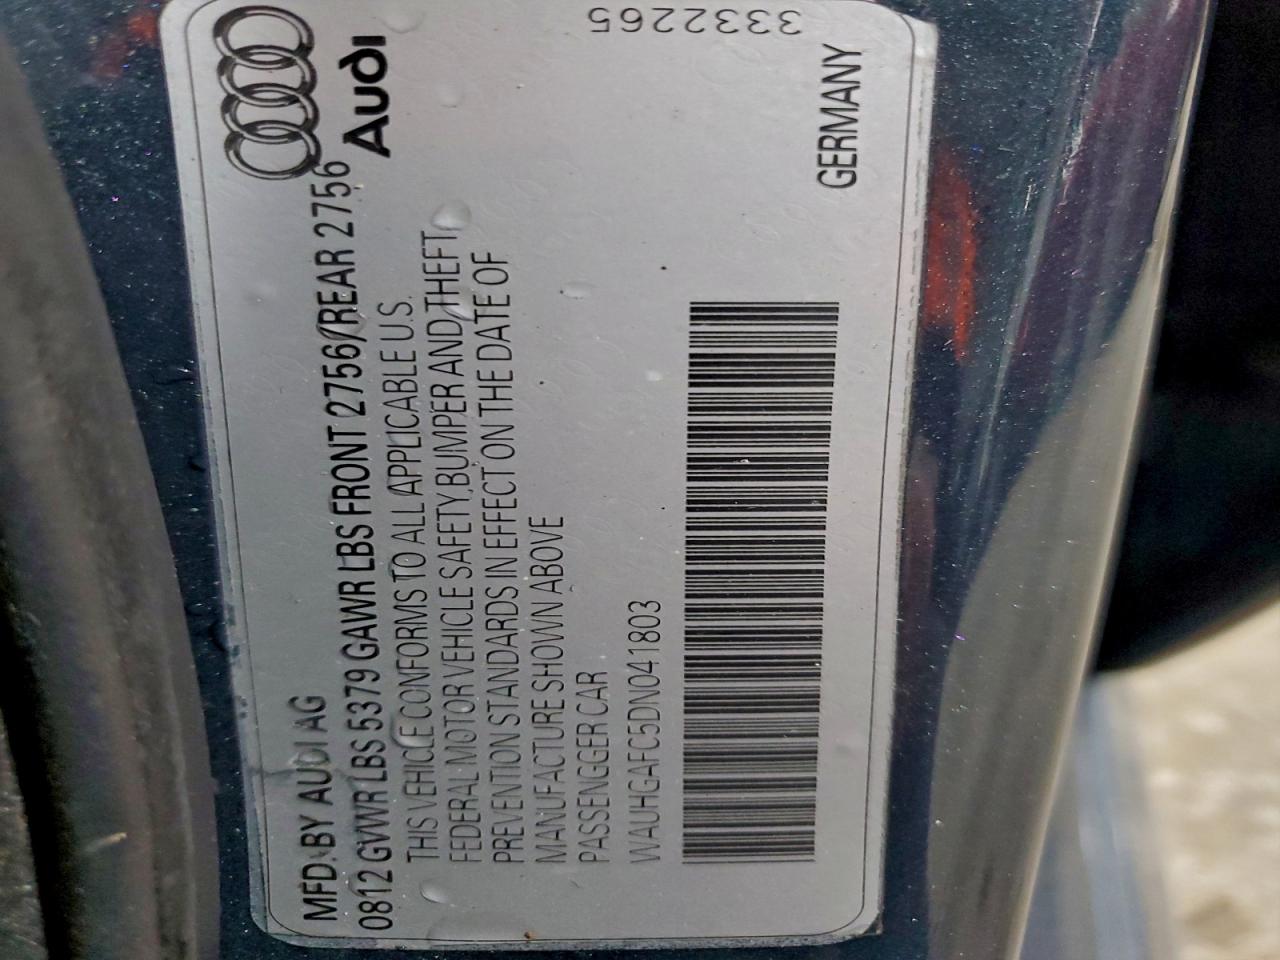 Audi
MFD. BY AUDI AG
0812 GVWR LBS 5379 GAWR LBS FRONT 2756/REAR 2756
THIS VEHICLE CONFORMS TO ALL APPLICABLE U.S.
FEDERAL MOTOR VEHICLE SAFETY, BUMPER AND THEFT
PREVENTION STANDARDS IN EFFECT ON THE DATE OF
MANUFACTURE SHOWN ABOVE
PASSENGGER CAR
WAUHGAFC5DN041803
GERMANY
3332265